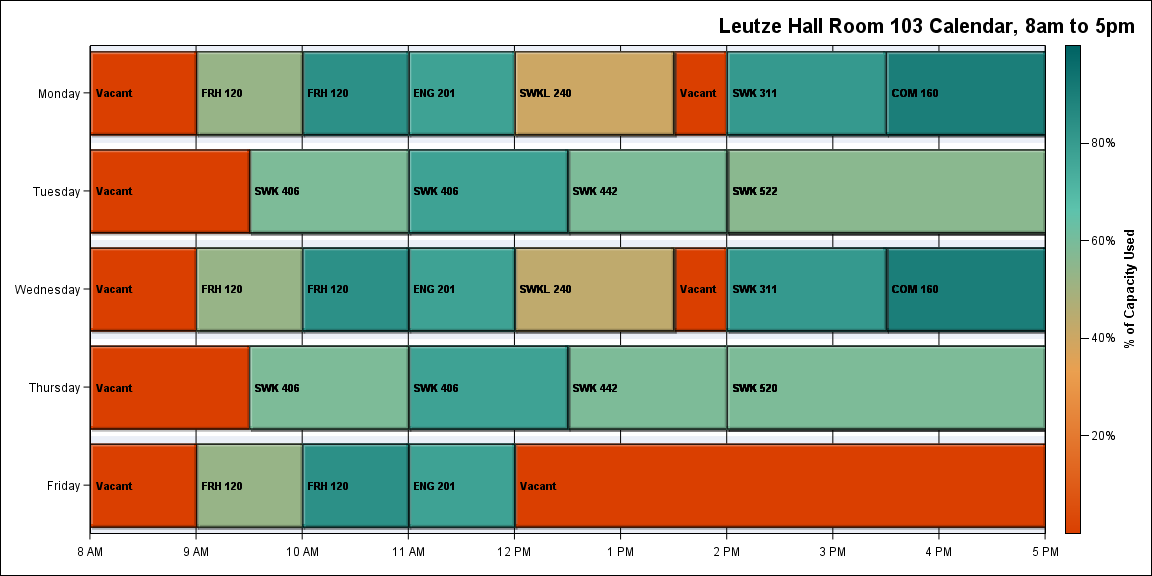 Leutze Hall Room 103 Calendar, 8am to 5pm
Monday
Vacant
FRH 120
FRH 120
ENG 201
SWKL 240
Vacant
SWK 311
COM 160
Tuesday
Vacant
SWK 406
SWK 406
SWK 442
SWK 522
Wednesday
Vacant
FRH 120
FRH 120
ENG 201
SWKL 240
Vacant
SWK 311
COM 160
Thursday
Vacant
SWK 406
SWK 406
SWK 442
SWK 520
Friday
Vacant
FRH 120
FRH 120
ENG 201
Vacant
8 AM
9 AM
10 AM
11 AM
12 PM
1 PM
2 PM
3 PM
4 PM
5 PM
80%
60%
40%
20%
% of Capacity Used